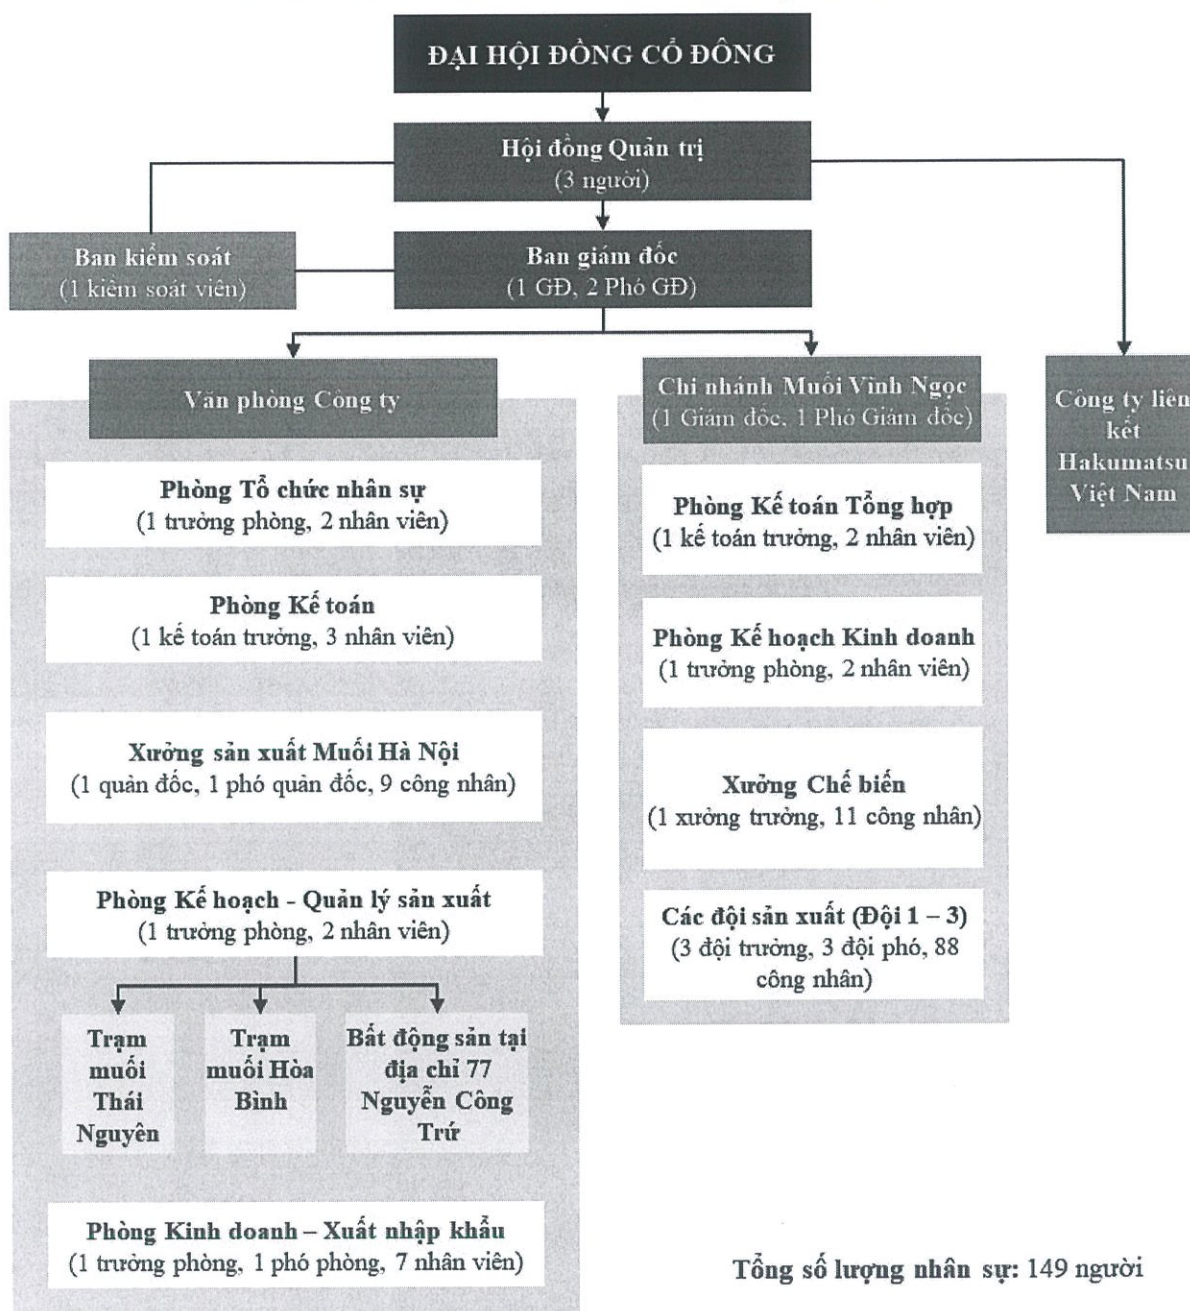 ĐẠI HỘI ĐỒNG CỔ ĐÔNG
Hội đồng Quản trị
(3 người)
Ban kiểm soát
(1 kiểm soát viên)
Ban giám đốc
(1 GĐ, 2 Phó GĐ)
Văn phòng Công ty
Phòng Tổ chức nhân sự
(1 trưởng phòng, 2 nhân viên)
Phòng Kế toán
(1 kế toán trưởng, 3 nhân viên)
Xưởng sản xuất Muối Hà Nội
(1 quản đốc, 1 phó quản đốc, 9 công nhân)
Phòng Kế hoạch - Quản lý sản xuất
(1 trưởng phòng, 2 nhân viên)
Trạm
muối
Thái
Nguyên
Trạm
muối Hòa
Bình
Bất động sản tại
địa chỉ 77
Nguyễn Công
Trứ
Phòng Kinh doanh – Xuất nhập khẩu
(1 trưởng phòng, 1 phó phòng, 7 nhân viên)
Chi nhánh Muối Vĩnh Ngọc
(1 Giám đốc, 1 Phó Giám đốc)
Phòng Kế toán Tổng hợp
(1 kế toán trưởng, 2 nhân viên)
Phòng Kế hoạch Kinh doanh
(1 trưởng phòng, 2 nhân viên)
Xưởng Chế biến
(1 xưởng trưởng, 11 công nhân)
Các đội sản xuất (Đội 1 – 3)
(3 đội trưởng, 3 đội phó, 88
công nhân)
Công ty liên
kết
Hakumatsu
Việt Nam
Tổng số lượng nhân sự: 149 người